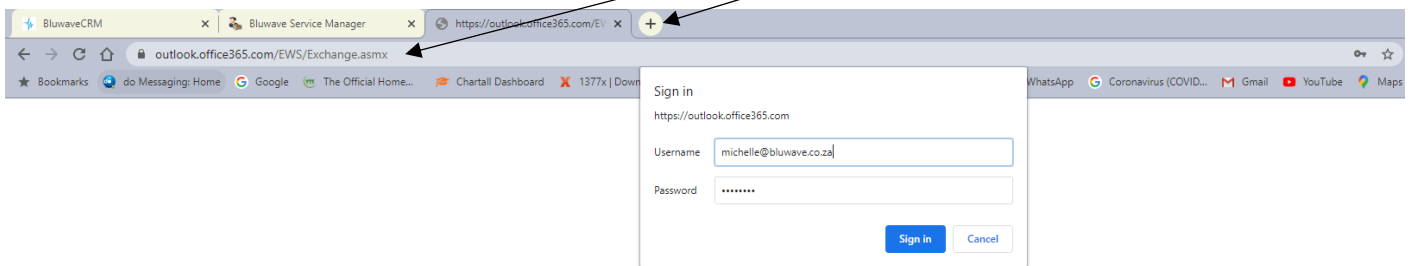 BluwaveCRM
Bluwave Service Manager
https://outlook.office365.com/EW
outlook.office365.com/EWS/Exchange.asmx
Bookmarks do Messaging: Home Google The Official Home... Chartall Dashboard 1377x | Down WhatsApp Coronavirus (COVID... Gmail YouTube Maps
Sign in
https://outlook.office365.com
Username michelle@bluwave.co.za
Password ••••••••
Sign in Cancel